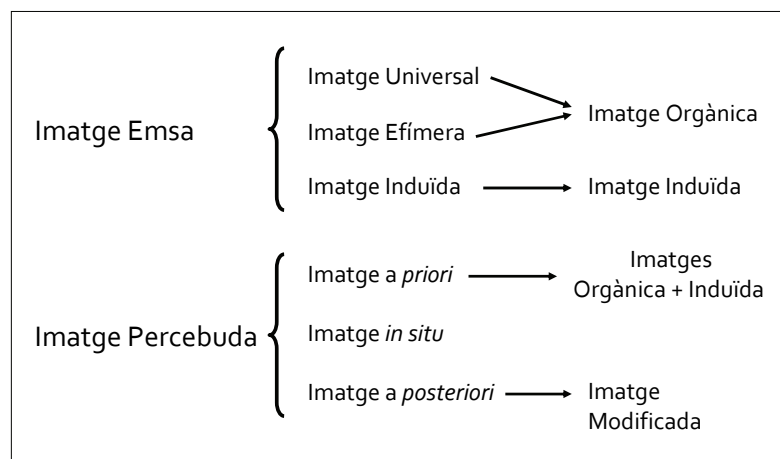 Imatge Universal
Imatge Orgànica
Imatge Emsa
Imatge Efímera
Imatge Induïda
Imatge Induïda
Imatge a priori
Imatges
Orgànica + Induïda
Imatge Percebuda
Imatge in situ
Imatge a posteriori
Imatge
Modificada